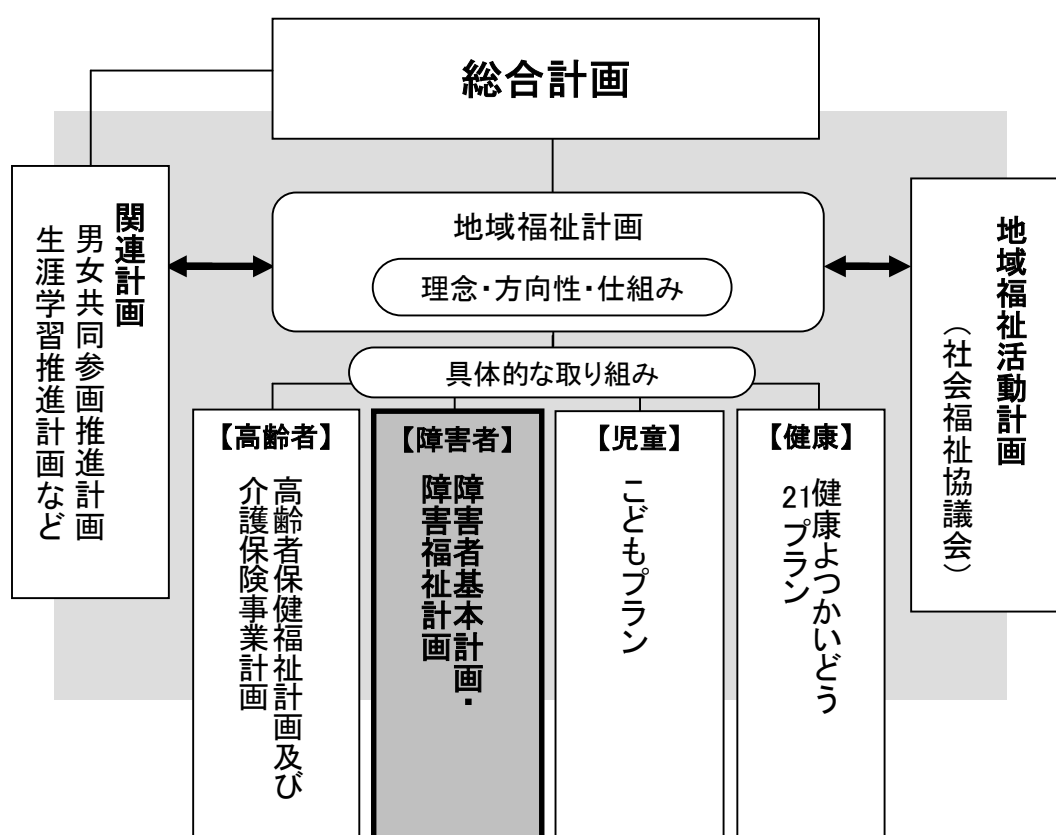 総合計画
関連計画
男女共同参画推進計画
生涯学習推進計画など
地域福祉計画
理念・方向性・仕組み
地域福祉活動計画
（社会福祉協議会）
具体的な取り組み
【高齢者】
高齢者保健福祉計画及び
介護保険事業計画
【障害者】
障害者基本計画・
障害福祉計画
【児童】
こどもプラン
【健康】
健康よつかいどう
21プラン